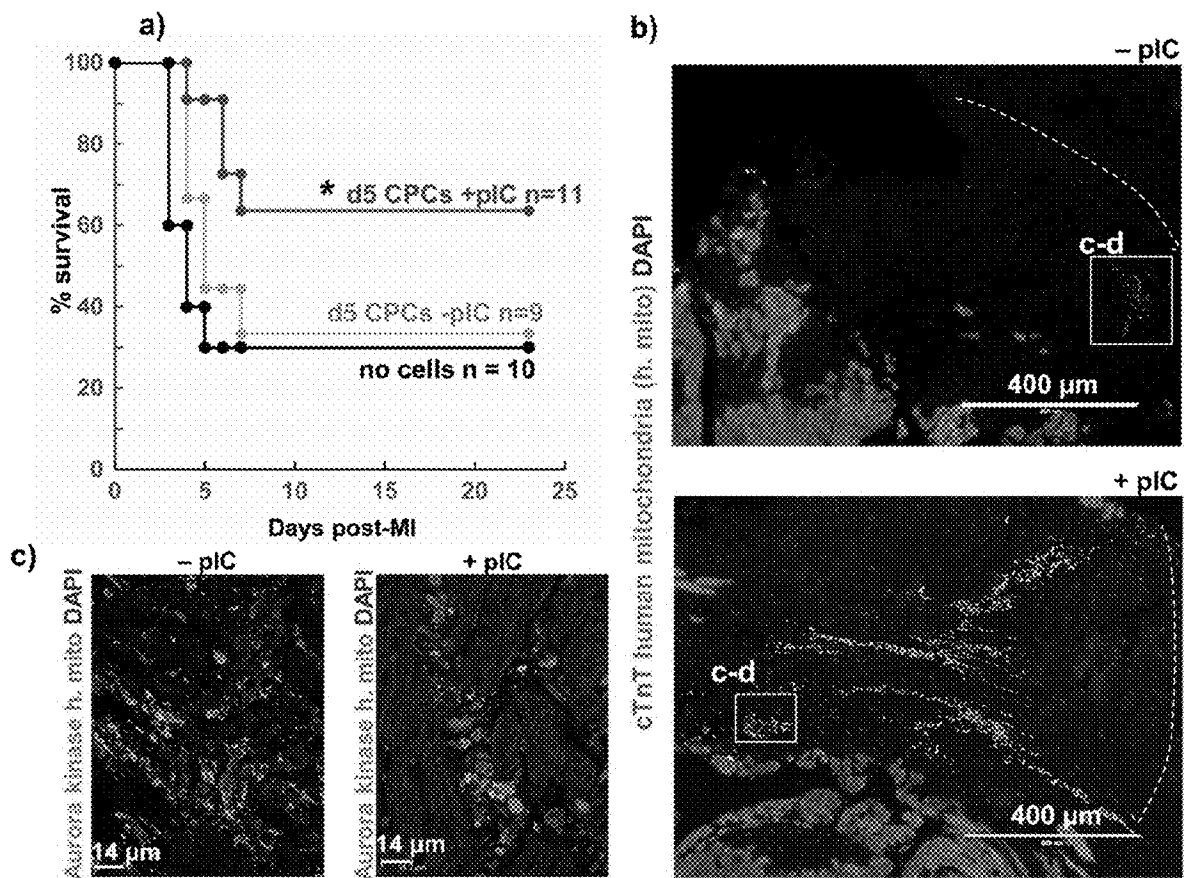 a)
100
80
60
40
20
0
% survival
* d5 CPCs +pIC n=11
d5 CPCs -pIC n=9
no cells n = 10
0 5 10 15 20 25
Days post-MI
b)
– pIC
cTnT human mitochondria (h. mito) DAPI
c-d
400 µm
+ pIC
c-d
400 µm
c)
– pIC
Aurora kinase h. mito DAPI
14 µm
+ pIC
Aurora kinase h. mito DAPI
14 µm